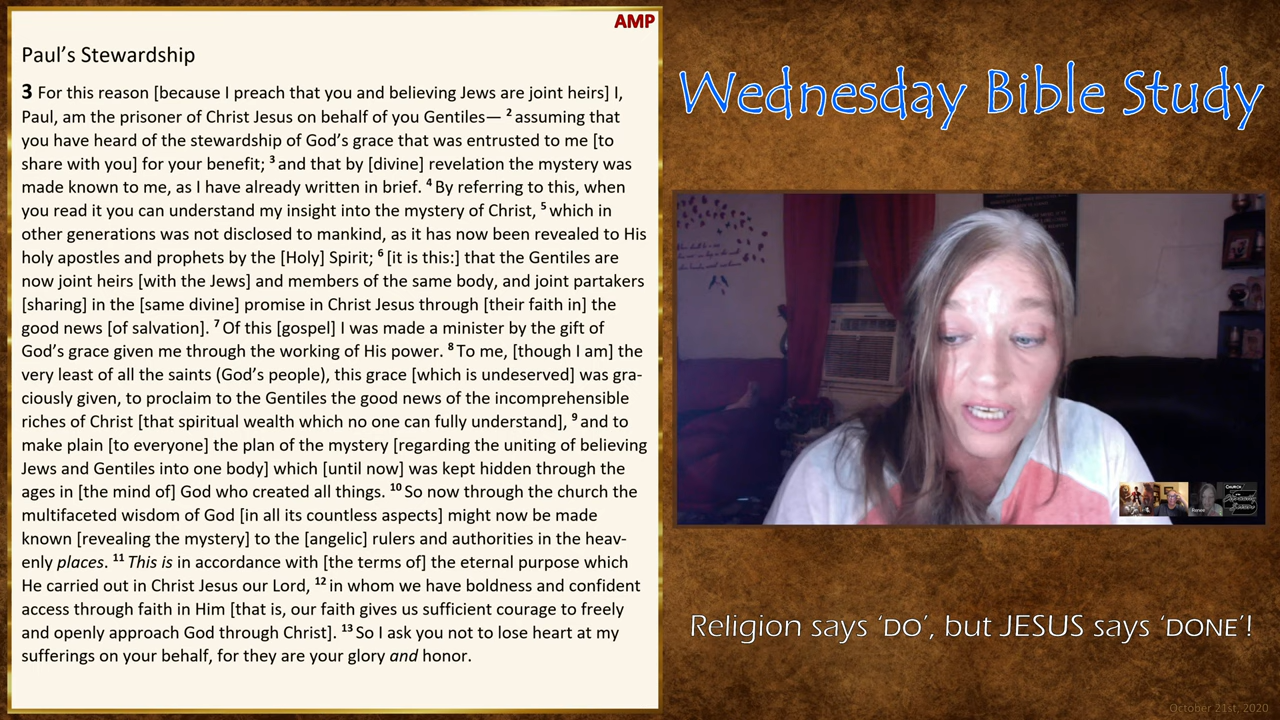 AMP
Paul’s Stewardship
3 For this reason [because I preach that you and believing Jews are joint heirs] I,
Paul, am the prisoner of Christ Jesus on behalf of you Gentiles— 2 assuming that
you have heard of the stewardship of God’s grace that was entrusted to me [to
share with you] for your benefit; 3 and that by [divine] revelation the mystery was
made known to me, as I have already written in brief. 4 By referring to this, when
you read it you can understand my insight into the mystery of Christ, 5 which in
other generations was not disclosed to mankind, as it has now been revealed to His
holy apostles and prophets by the [Holy] Spirit; 6 [it is this:] that the Gentiles are
now joint heirs [with the Jews] and members of the same body, and joint partakers
[sharing] in the [same divine] promise in Christ Jesus through [their faith in] the
good news [of salvation]. 7 Of this [gospel] I was made a minister by the gift of
God’s grace given me through the working of His power. 8 To me, [though I am] the
very least of all the saints (God’s people), this grace [which is undeserved] was gra-
ciously given, to proclaim to the Gentiles the good news of the incomprehensible
riches of Christ [that spiritual wealth which no one can fully understand], 9 and to
make plain [to everyone] the plan of the mystery [regarding the uniting of believing
Jews and Gentiles into one body] which [until now] was kept hidden through the
ages in [the mind of] God who created all things. 10 So now through the church the
multifaceted wisdom of God [in all its countless aspects] might now be made
known [revealing the mystery] to the [angelic] rulers and authorities in the heav-
enly places. 11 This is in accordance with [the terms of] the eternal purpose which
He carried out in Christ Jesus our Lord, 12 in whom we have boldness and confident
access through faith in Him [that is, our faith gives us sufficient courage to freely
and openly approach God through Christ]. 13 So I ask you not to lose heart at my
sufferings on your behalf, for they are your glory and honor.
Wednesday Bible Study
Renee
CHURCH
Religion says ‘DO’, but JESUS says ‘DONE’!
October 21st, 2020